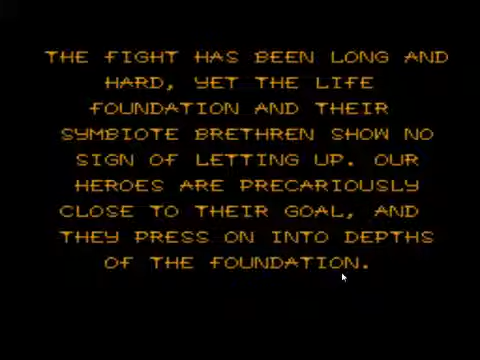 THE FIGHT HAS BEEN LONG AND
HARD, YET THE LIFE
FOUNDATION AND THEIR
SYMBIOTE BRETHREN SHOW NO
SIGN OF LETTING UP. OUR
HEROES ARE PRECARIOUSLY
CLOSE TO THEIR GOAL, AND
THEY PRESS ON INTO DEPTHS
OF THE FOUNDATION.